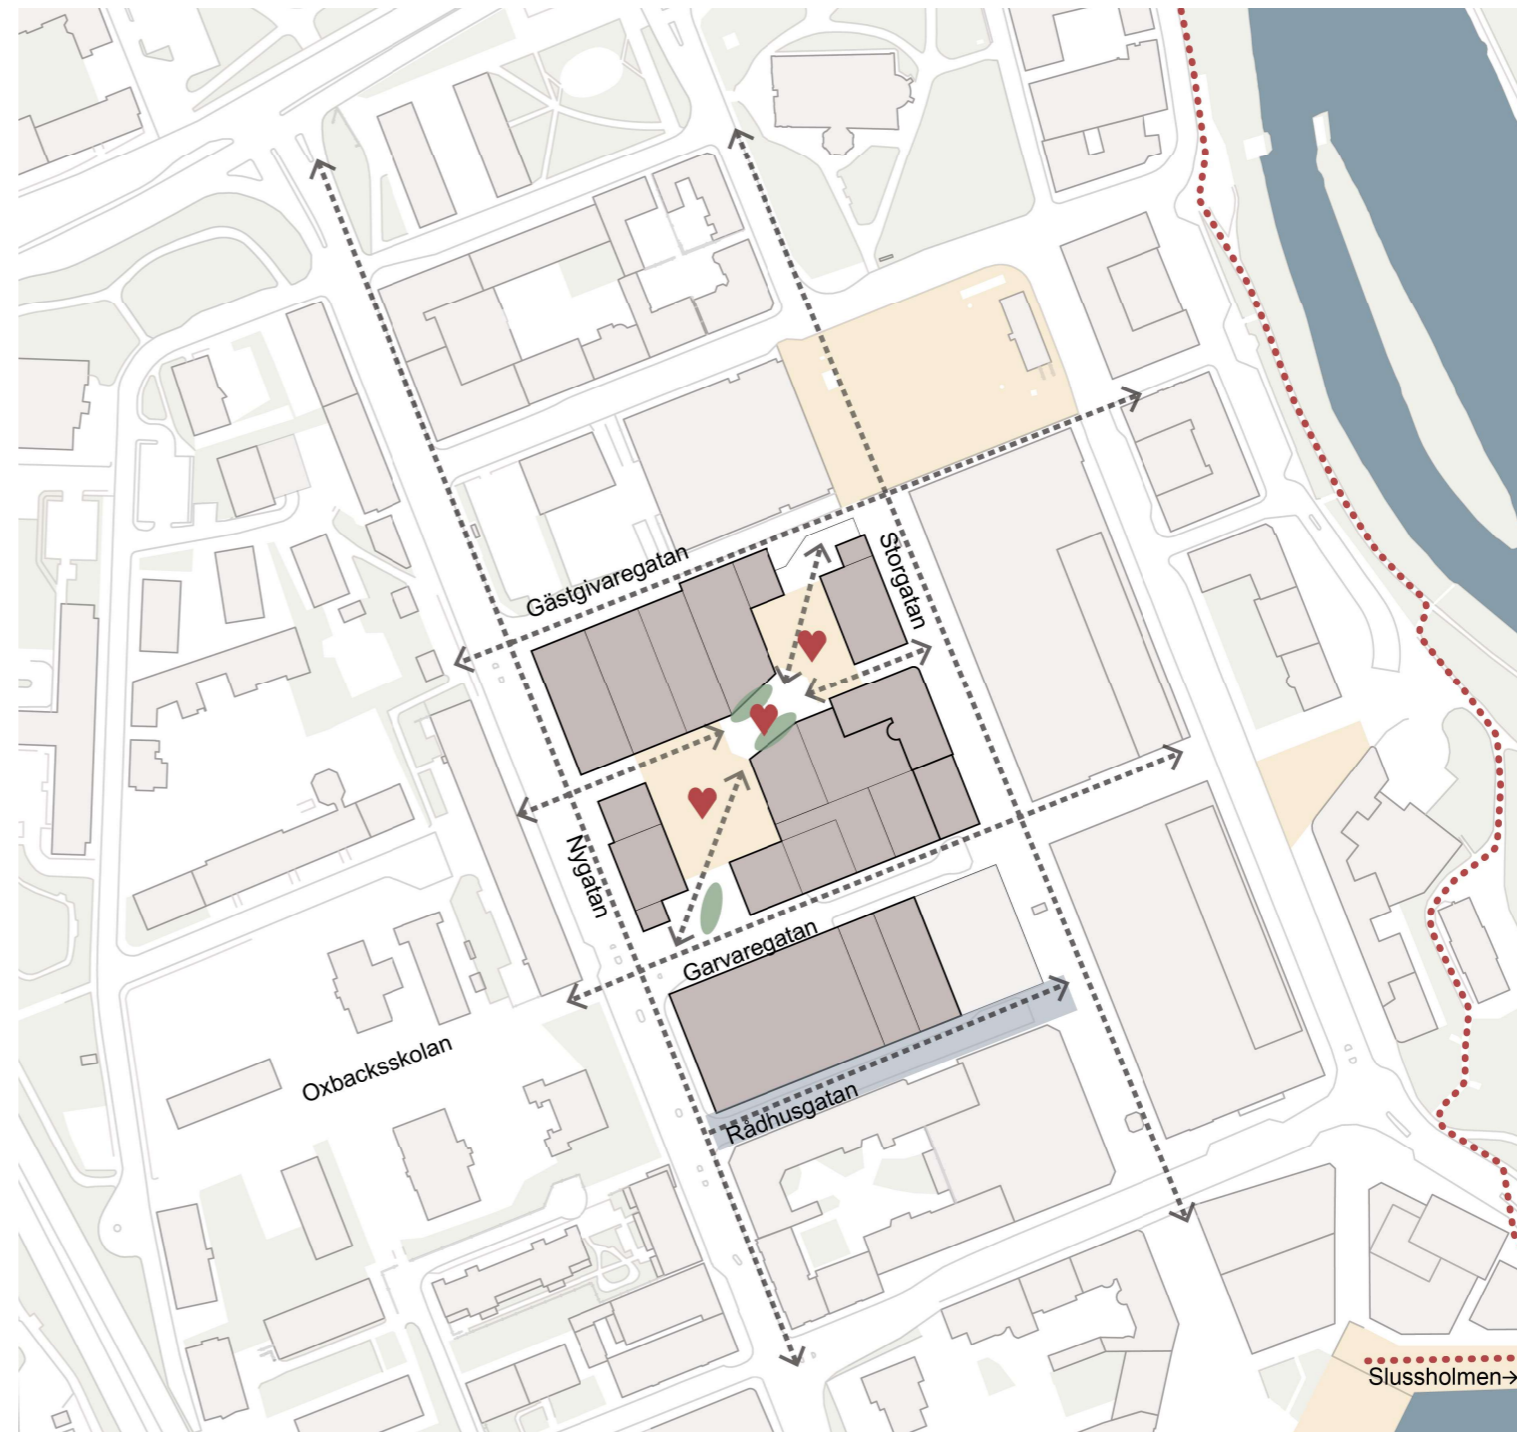 Gästgivaregatan
Storgatan
Nygatan
Garvaregatan
Oxbacksskolan
Rådhusgatan
Slussholmen→